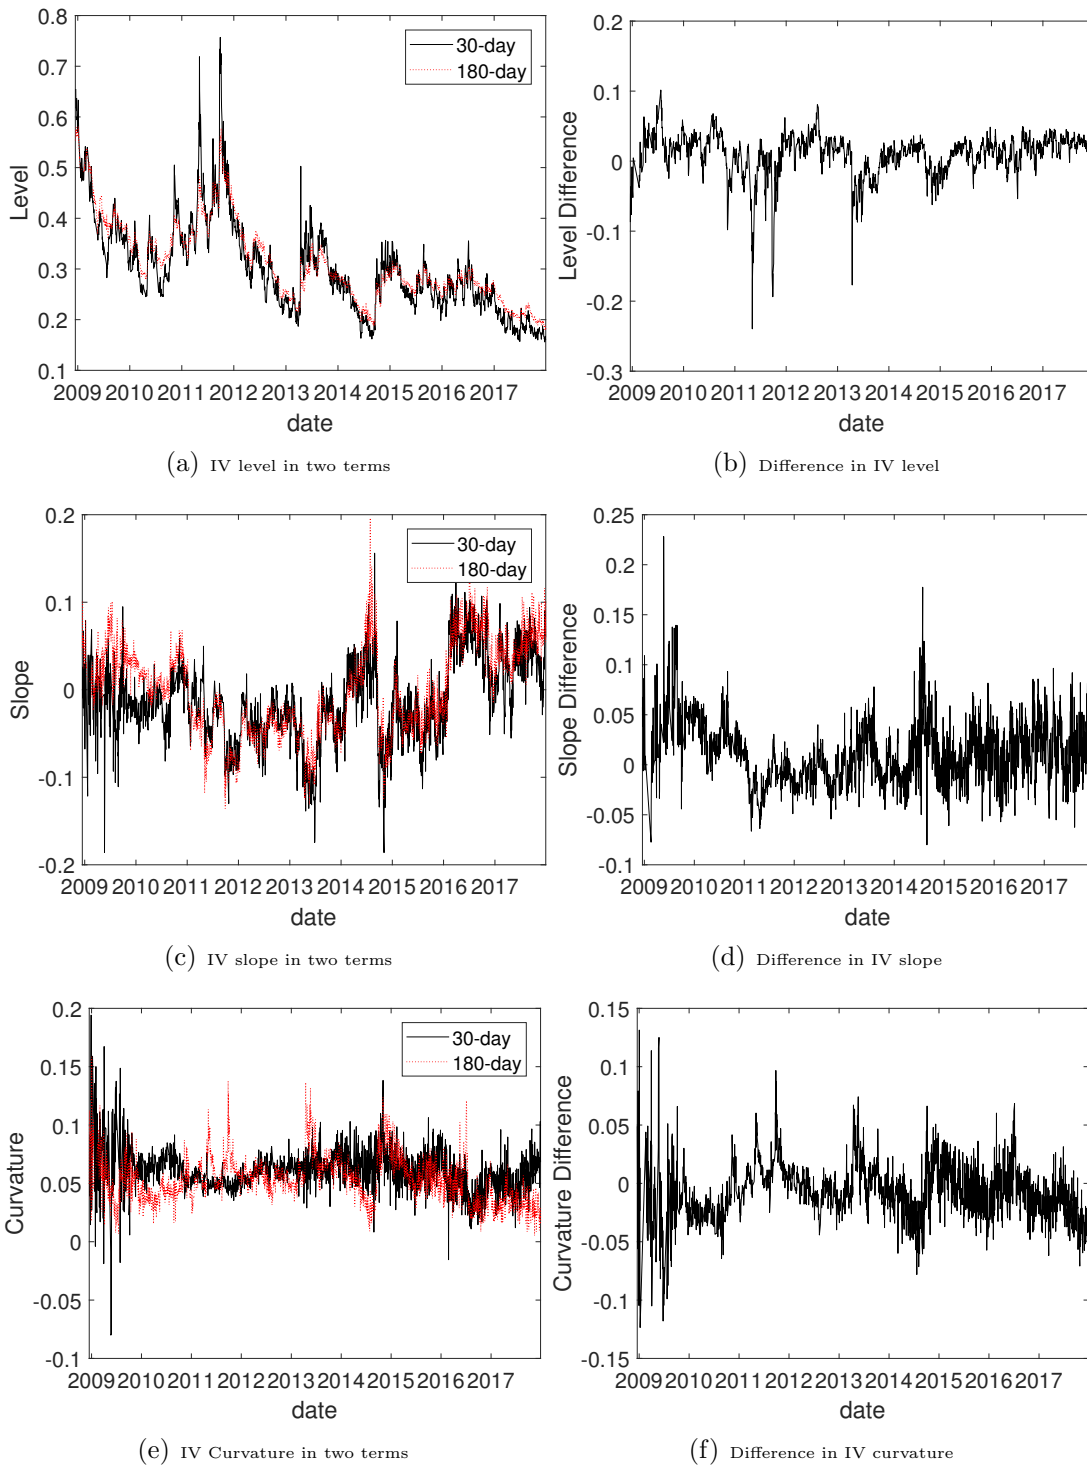 0.8
0.7
0.6
0.5
0.4
0.3
0.2
0.1
Level
30-day
180-day
2009 2010 2011 2012 2013 2014 2015 2016 2017
date
(a) IV level in two terms
0.2
0.1
0
-0.1
-0.2
-0.3
Level Difference
2009 2010 2011 2012 2013 2014 2015 2016 2017
date
(b) Difference in IV level
0.2
0.1
0
-0.1
-0.2
Slope
30-day
180-day
2009 2010 2011 2012 2013 2014 2015 2016 2017
date
(c) IV slope in two terms
0.25
0.2
0.15
0.1
0.05
0
-0.05
-0.1
Slope Difference
2009 2010 2011 2012 2013 2014 2015 2016 2017
date
(d) Difference in IV slope
0.2
0.15
0.1
0.05
0
-0.05
-0.1
Curvature
30-day
180-day
2009 2010 2011 2012 2013 2014 2015 2016 2017
date
(e) IV Curvature in two terms
0.15
0.1
0.05
0
-0.05
-0.1
-0.15
Curvature Difference
2009 2010 2011 2012 2013 2014 2015 2016 2017
date
(f) Difference in IV curvature